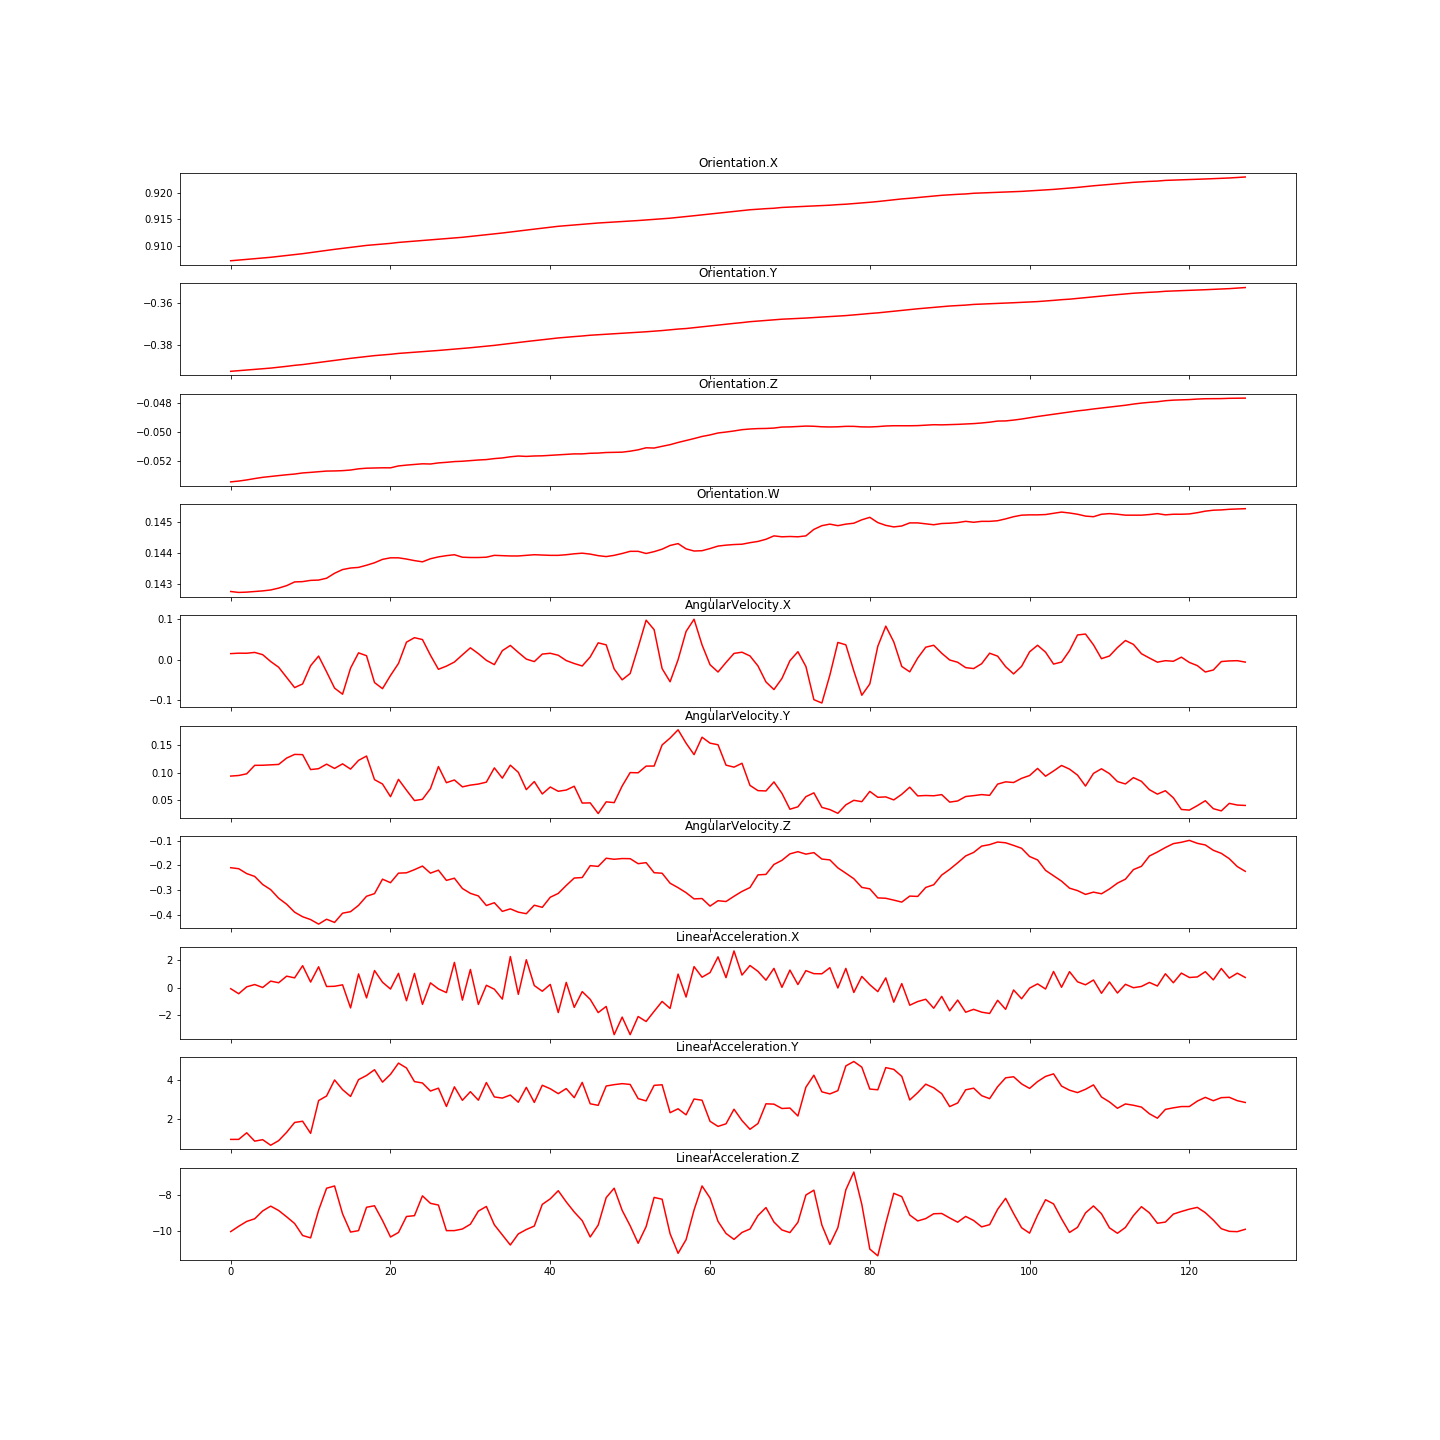 Orientation.X
0.920
0.915
0.910
Orientation.Y
−0.36
−0.38
Orientation.Z
−0.048
−0.050
−0.052
Orientation.W
0.145
0.144
0.143
AngularVelocity.X
0.1
0.0
−0.1
AngularVelocity.Y
0.15
0.10
0.05
AngularVelocity.Z
−0.1
−0.2
−0.3
−0.4
LinearAcceleration.X
2
0
−2
LinearAcceleration.Y
4
2
LinearAcceleration.Z
−8
−10
0 20 40 60 80 100 120